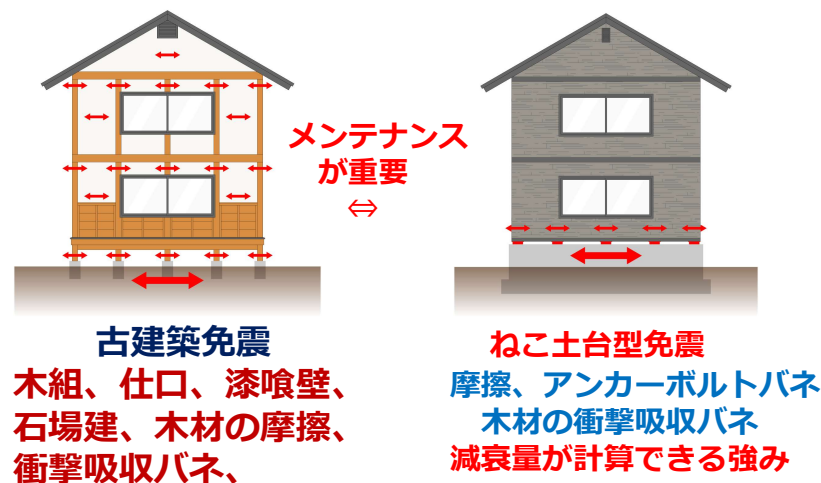 メンテナンス
が重要
⇔
古建築免震
木組、仕口、漆喰壁、
石場建、木材の摩擦、
衝撃吸収バネ、
ねこ土台型免震
摩擦、アンカーボルトバネ
木材の衝撃吸収バネ
減衰量が計算できる強み